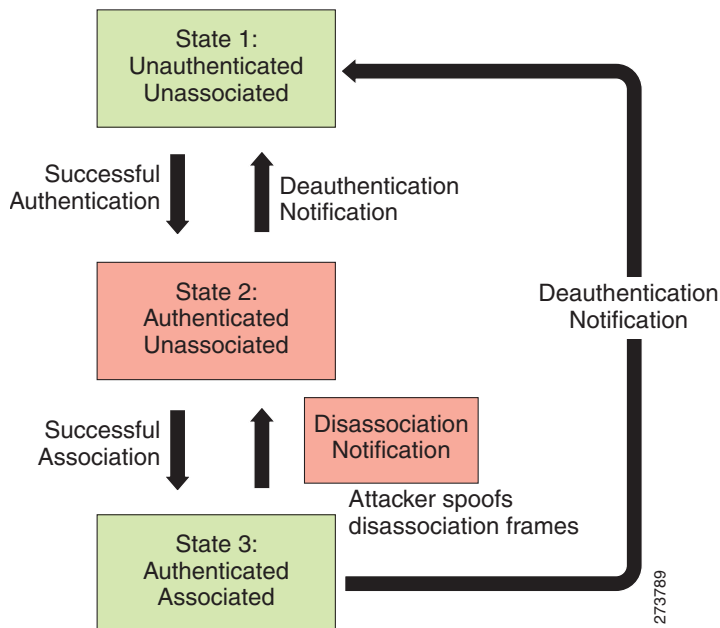 State 1:
Unauthenticated
Unassociated
Successful
Authentication
Deauthentication
Notification
State 2:
Authenticated
Unassociated
Deauthentication
Notification
Successful
Association
Disassociation
Notification
Attacker spoofs
disassociation frames
State 3:
Authenticated
Associated
273789